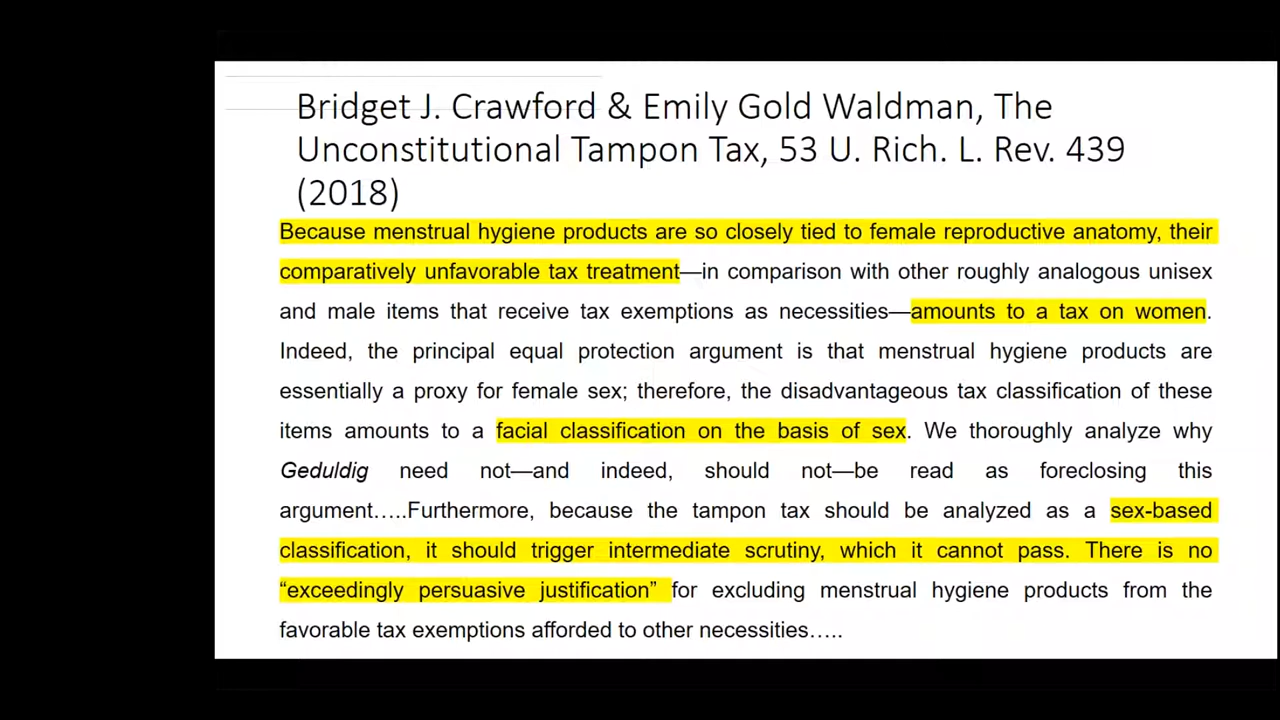 Bridget J. Crawford & Emily Gold Waldman, The
Unconstitutional Tampon Tax, 53 U. Rich. L. Rev. 439
(2018)
Because menstrual hygiene products are so closely tied to female reproductive anatomy, their
comparatively unfavorable tax treatment—in comparison with other roughly analogous unisex
and male items that receive tax exemptions as necessities—amounts to a tax on women.
Indeed, the principal equal protection argument is that menstrual hygiene products are
essentially a proxy for female sex; therefore, the disadvantageous tax classification of these
items amounts to a facial classification on the basis of sex. We thoroughly analyze why
Geduldig need not—and indeed, should not—be read as foreclosing this
argument…..Furthermore, because the tampon tax should be analyzed as a sex-based
classification, it should trigger intermediate scrutiny, which it cannot pass. There is no
“exceedingly persuasive justification” for excluding menstrual hygiene products from the
favorable tax exemptions afforded to other necessities…..